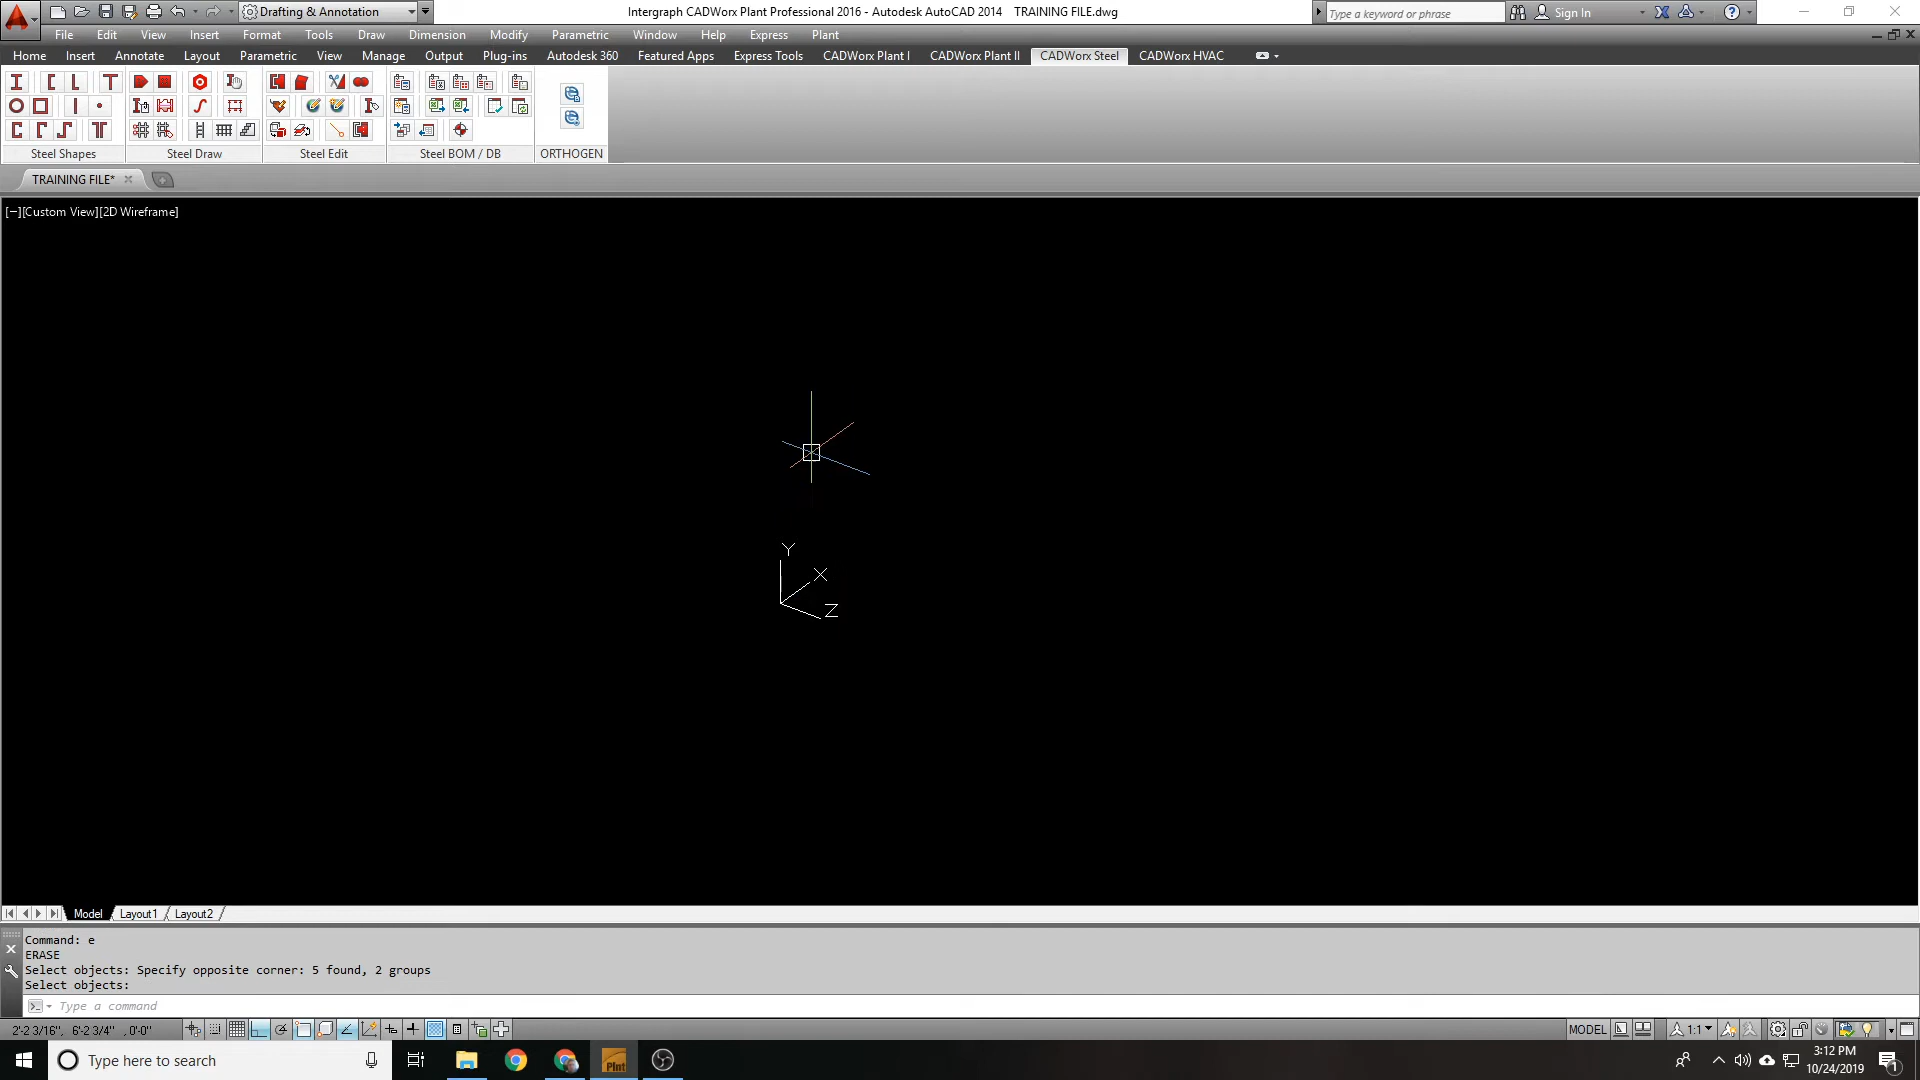 Drafting & Annotation
Intergraph CADWorx Plant Professional 2016 - Autodesk AutoCAD 2014 TRAINING FILE.dwg
Type a keyword or phrase
Sign In
File Edit View Insert Format Tools Draw Dimension Modify Parametric Window Help Express Plant
Home Insert Annotate Layout Parametric View Manage Output Plug-ins Autodesk 360 Featured Apps Express Tools CADWorx Plant I CADWorx Plant II CADWorx Steel CADWorx HVAC
Steel Shapes Steel Draw Steel Edit Steel BOM / DB ORTHOGEN
TRAINING FILE*
[−][Custom View][2D Wireframe]
Y
X
Z
Model Layout1 Layout2
Command: e
ERASE
Select objects: Specify opposite corner: 5 found, 2 groups
Select objects:
Type a command
2'-2 3/16", 6'-2 3/4" , 0'-0"
MODEL
1:1
Type here to search
Plnt
3:12 PM
10/24/2019
1